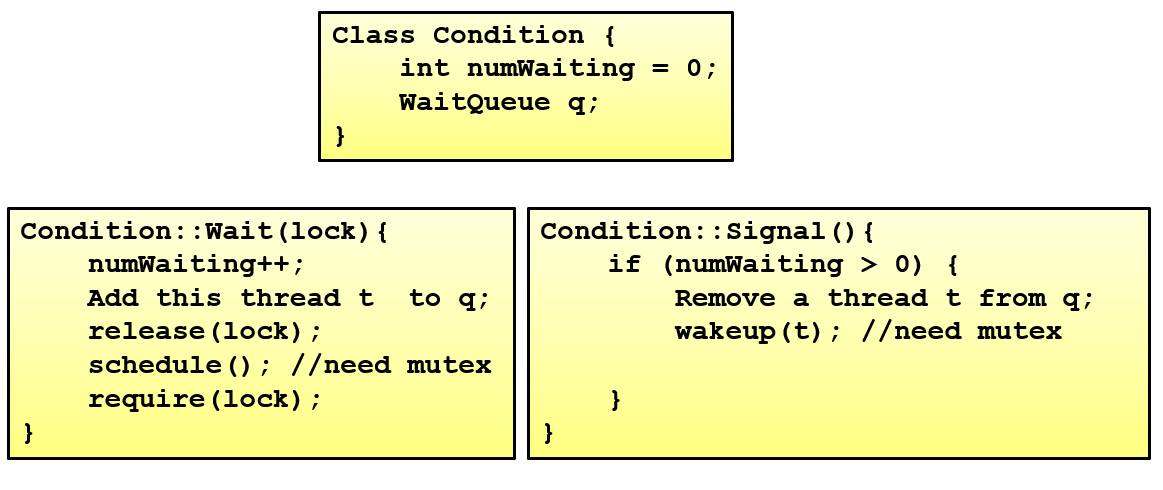 Class Condition {
    int numWaiting = 0;
    WaitQueue q;
}
Condition::Wait(lock){
    numWaiting++;
    Add this thread t  to q;
    release(lock);
    schedule(); //need mutex
    require(lock);
}
Condition::Signal(){
    if (numWaiting > 0) {
        Remove a thread t from q;
        wakeup(t); //need mutex
    }
}